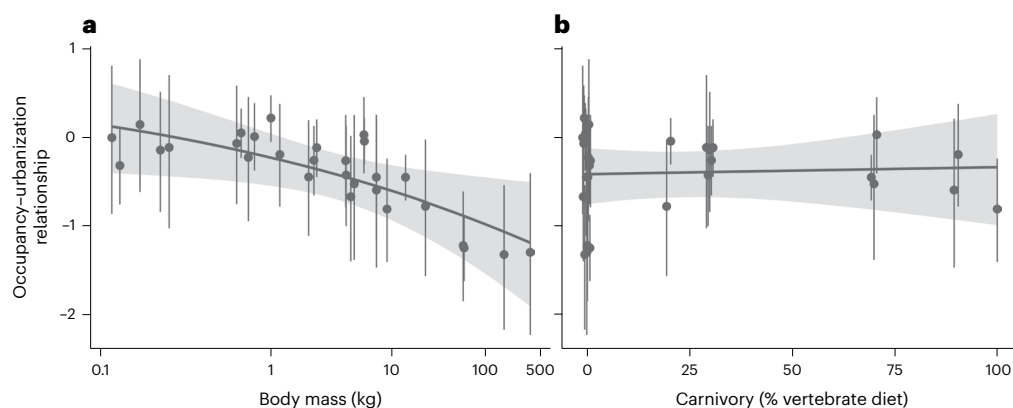 a
b
Occupancy–urbanization
relationship
1
0
−1
−2
0.1
1
10
100
500
0
25
50
75
100
Body mass (kg)
Carnivory (% vertebrate diet)